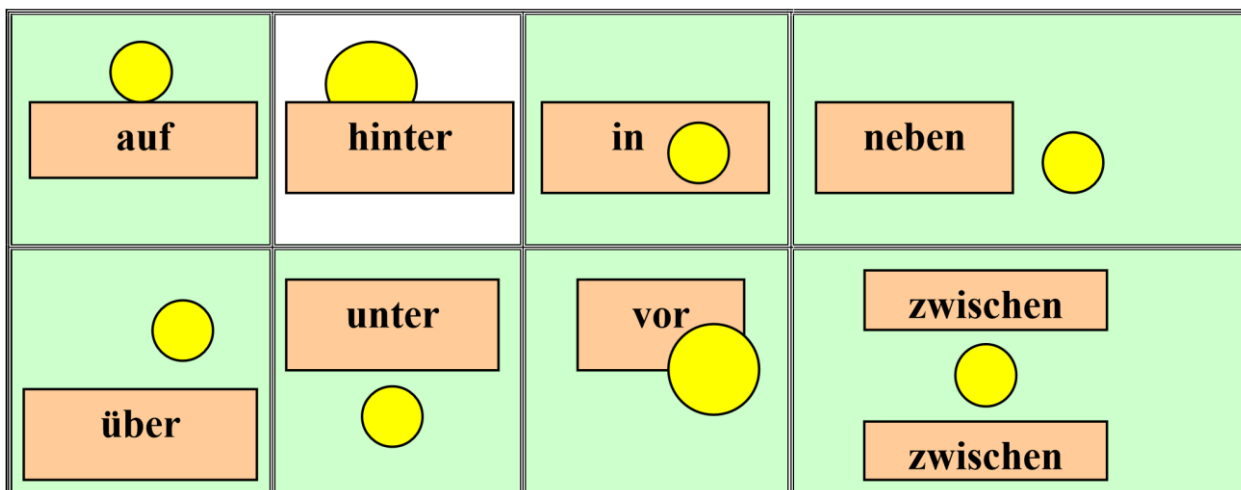 auf
hinter
in
neben
über
unter
vor
zwischen
zwischen